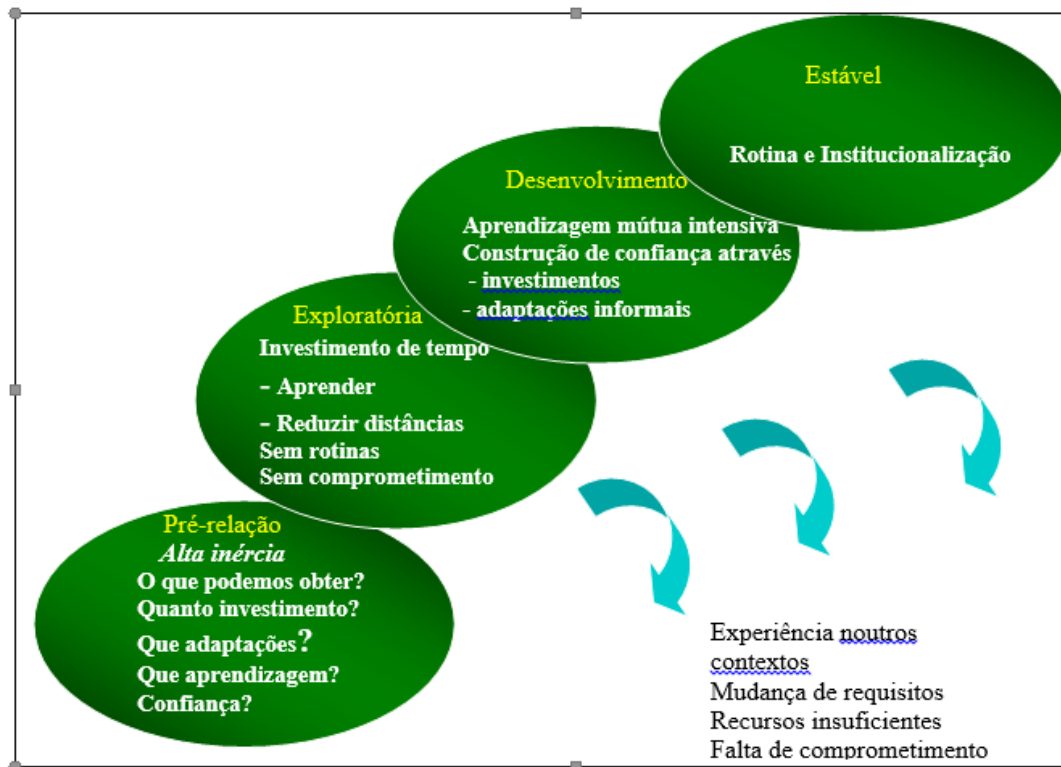 Estável
Rotina e Institucionalização
Desenvolvimento
Aprendizagem mútua intensiva
Construção de confiança através
- investimentos
- adaptações informais
Exploratória
Investimento de tempo
– Aprender
– Reduzir distâncias
Sem rotinas
Sem comprometimento
Pré-relação
Alta inércia
O que podemos obter?
Quanto investimento?
Que adaptações?
Que aprendizagem?
Confiança?
Experiência noutros
contextos
Mudança de requisitos
Recursos insuficientes
Falta de comprometimento